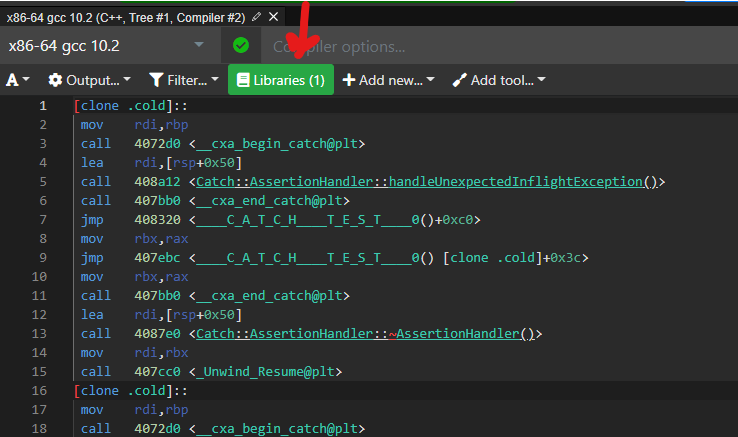 x86-64 gcc 10.2 (C++, Tree #1, Compiler #2)
x86-64 gcc 10.2 Compiler options...
A Output... Filter... Libraries (1) Add new... Add tool...
1 [clone .cold]::
2 mov rdi,rbp
3 call 4072d0 <__cxa_begin_catch@plt>
4 lea rdi,[rsp+0x50]
5 call 408a12 <Catch::AssertionHandler::handleUnexpectedInflightException()>
6 call 407bb0 <__cxa_end_catch@plt>
7 jmp 408320 <____C_A_T_C_H____T_E_S_T____0()+0xc0>
8 mov rbx,rax
9 jmp 407ebc <____C_A_T_C_H____T_E_S_T____0() [clone .cold]+0x3c>
10 mov rbx,rax
11 call 407bb0 <__cxa_end_catch@plt>
12 lea rdi,[rsp+0x50]
13 call 4087e0 <Catch::AssertionHandler::~AssertionHandler()>
14 mov rdi,rbx
15 call 407cc0 <_Unwind_Resume@plt>
16 [clone .cold]::
17 mov rdi,rbp
18 call 4072d0 <__cxa_begin_catch@plt>